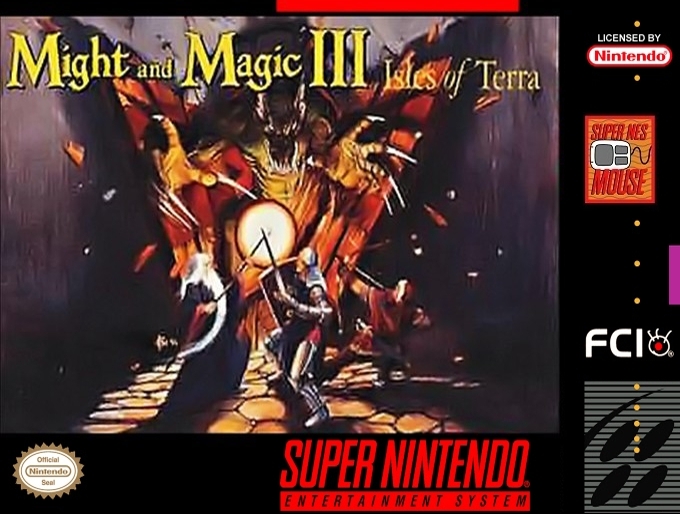 Might and Magic III Isles of Terra
LICENSED BY
Nintendo®
SUPER NES
MOUSE
FCI®
Official
Nintendo
Seal
SUPER NINTENDO®
ENTERTAINMENT SYSTEM